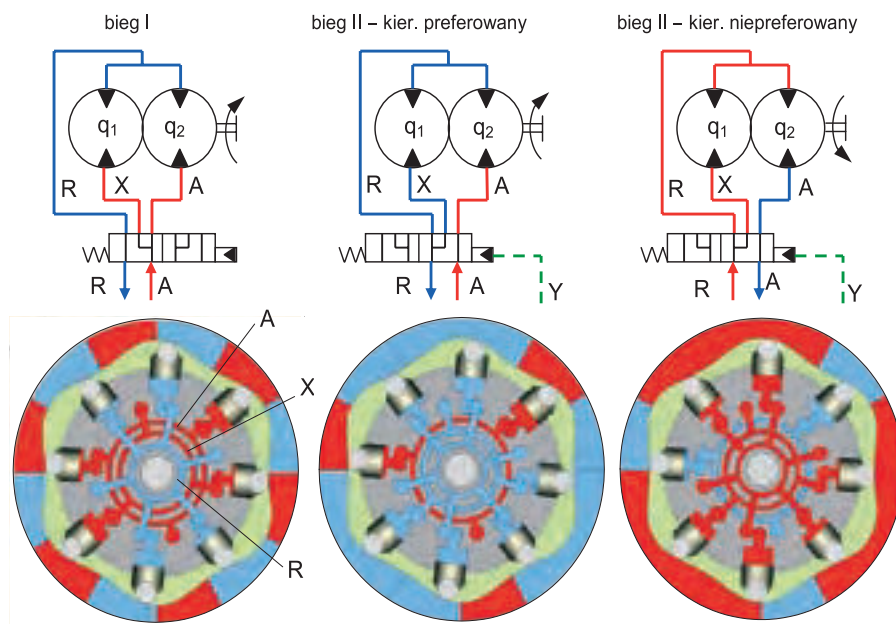 bieg I
bieg II – kier. preferowany
bieg II – kier. niepreferowany
q1 q2
q1 q2
q1 q2
R X A
R X A
R X A
R A
R A Y
R A Y
A
X
R